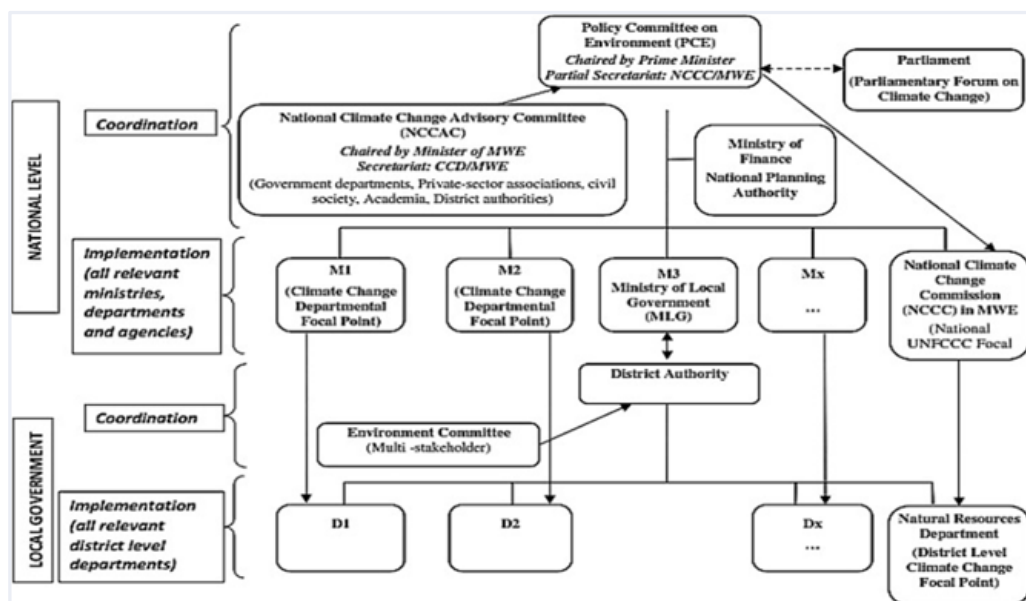 Policy Committee on
Environment (PCE)
Chaired by Prime Minister
Partial Secretariat: NCCC/MWE
Parliament
(Parliamentary Forum on
Climate Change)
NATIONAL LEVEL
Coordination
National Climate Change Advisory Committee
(NCCAC)
Chaired by Minister of MWE
Secretariat: CCD/MWE
(Government departments, Private-sector associations, civil
society, Academia, District authorities)
Ministry of
Finance
National Planning
Authority
Implementation
(all relevant
ministries,
departments
and agencies)
M1
(Climate Change
Departmental
Focal Point)
M2
(Climate Change
Departmental
Focal Point)
M3
Ministry of Local
Government
(MLG)
Mx
...
National Climate
Change
Commission
(NCCC) in MWE
(National
UNFCCC Focal
LOCAL GOVERNMENT
Coordination
District Authority
Environment Committee
(Multi -stakeholder)
Implementation
(all relevant
district level
departments)
D1
D2
Dx
...
Natural Resources
Department
(District Level
Climate Change
Focal Point)